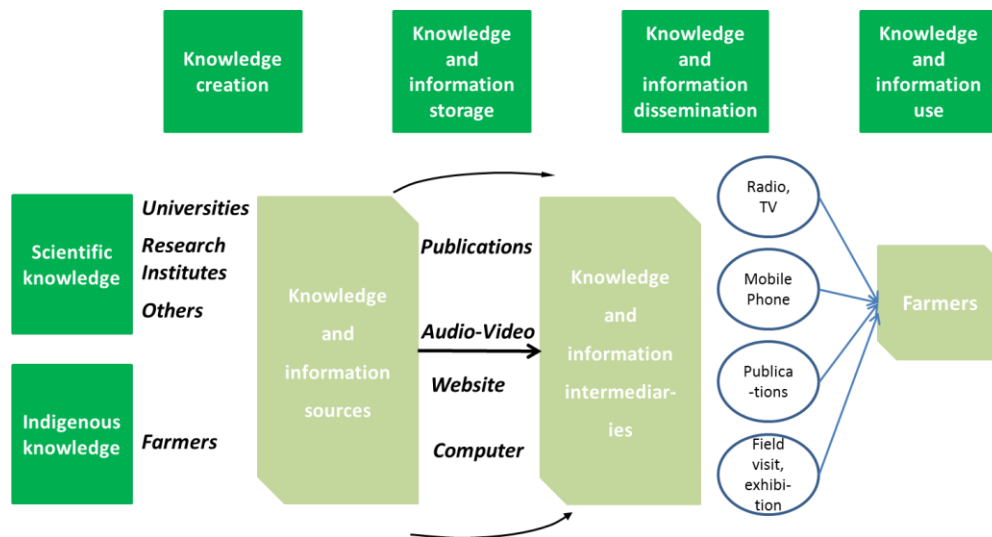 Knowledge
creation
Knowledge
and
information
storage
Knowledge
and
information
dissemination
Knowledge
and
information
use
Scientific
knowledge
Universities
Research
Institutes
Others
Indigenous
knowledge
Farmers
Knowledge
and
information
sources
Publications
Audio-Video
Website
Computer
Knowledge
and
information
intermediar-
ies
Radio,
TV
Mobile
Phone
Publica
-tions
Field
visit,
exhibi-
tion
Farmers